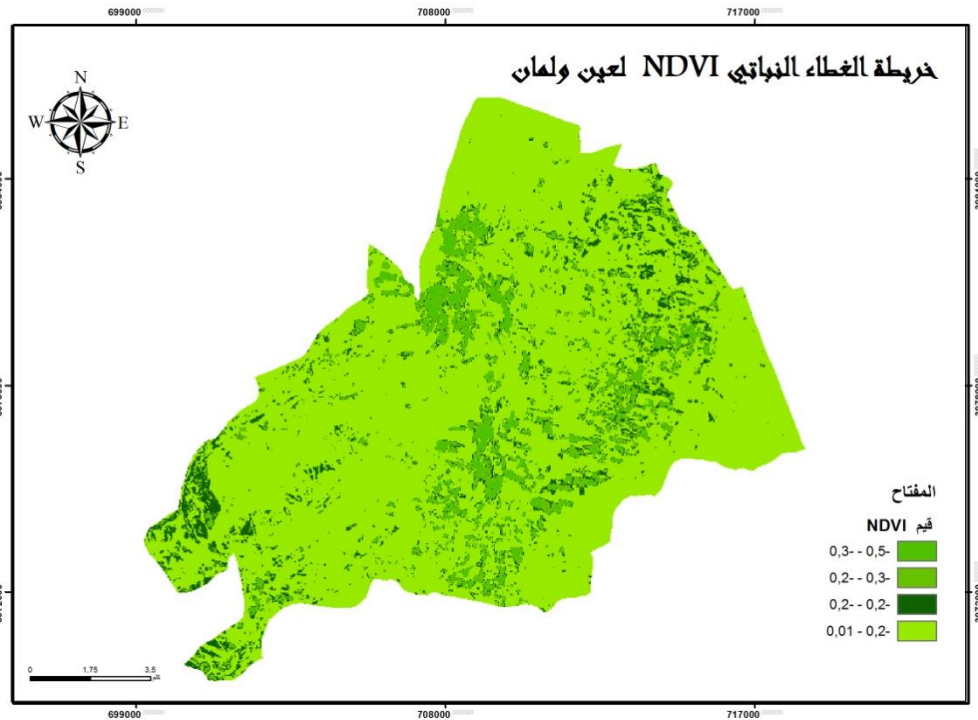 699000 708000 717000
خريطة الغطاء النباتي NDVI لعين ولمان
N
W E
S
المفتاح
قيم NDVI
0,3-- 0,5-
0,2-- 0,3-
0,2-- 0,2-
0,01 - 0,2-
0 1,75 3,5
كلم
699000 708000 717000